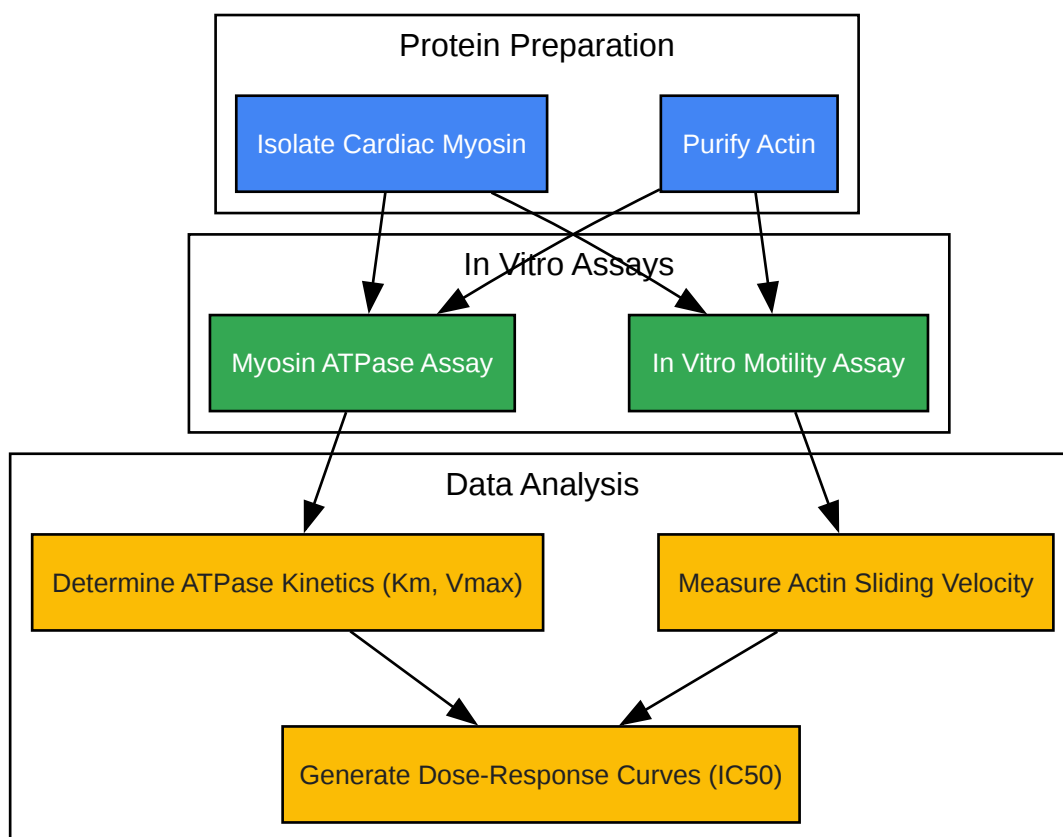 Protein Preparation
Isolate Cardiac Myosin
Purify Actin
In Vitro Assays
Myosin ATPase Assay
In Vitro Motility Assay
Data Analysis
Determine ATPase Kinetics (Km, Vmax)
Measure Actin Sliding Velocity
Generate Dose-Response Curves (IC50)